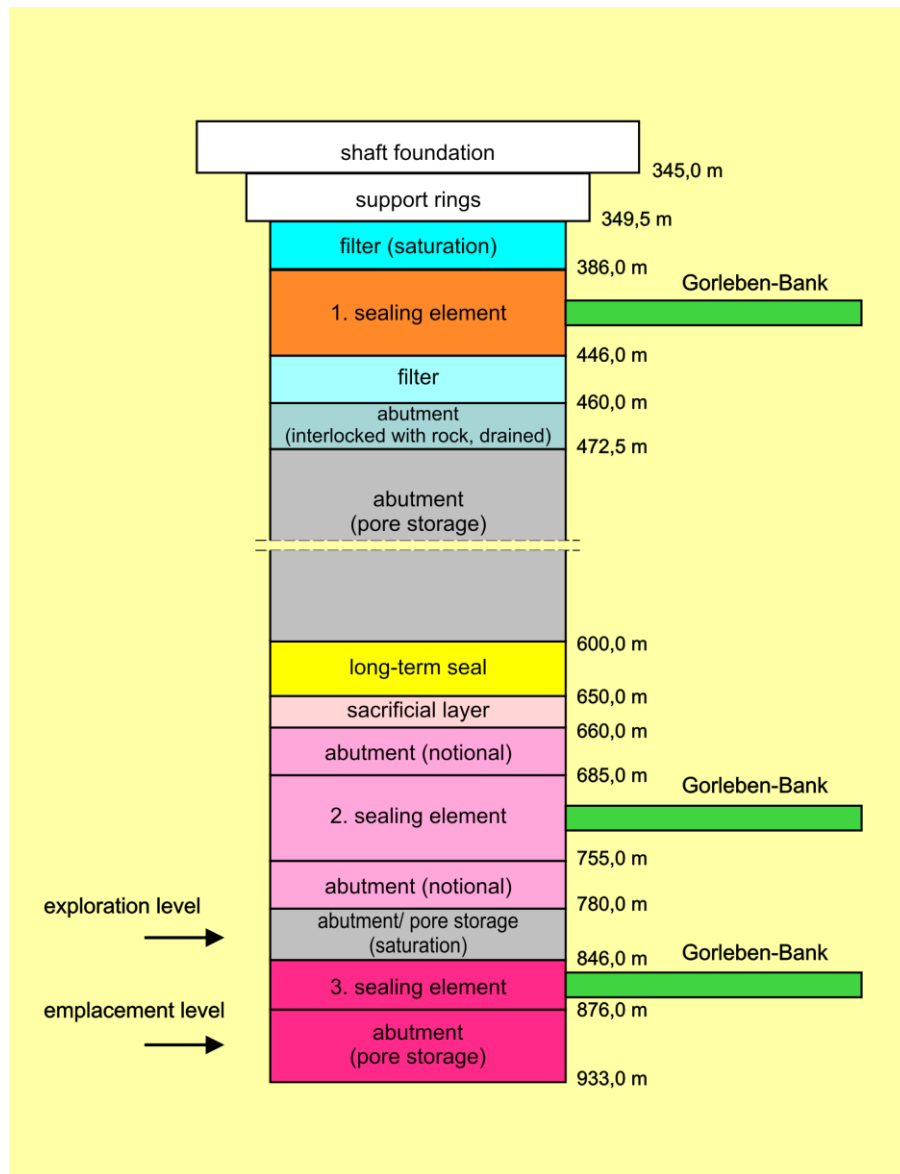 shaft foundation
345,0 m
support rings
349,5 m
filter (saturation)
386,0 m
Gorleben-Bank
1. sealing element
446,0 m
filter
460,0 m
abutment
(interlocked with rock, drained)
472,5 m
abutment
(pore storage)
600,0 m
long-term seal
650,0 m
sacrificial layer
660,0 m
abutment (notional)
685,0 m
Gorleben-Bank
2. sealing element
755,0 m
abutment (notional)
780,0 m
exploration level
abutment/ pore storage
(saturation)
846,0 m
Gorleben-Bank
3. sealing element
876,0 m
emplacement level
abutment
(pore storage)
933,0 m